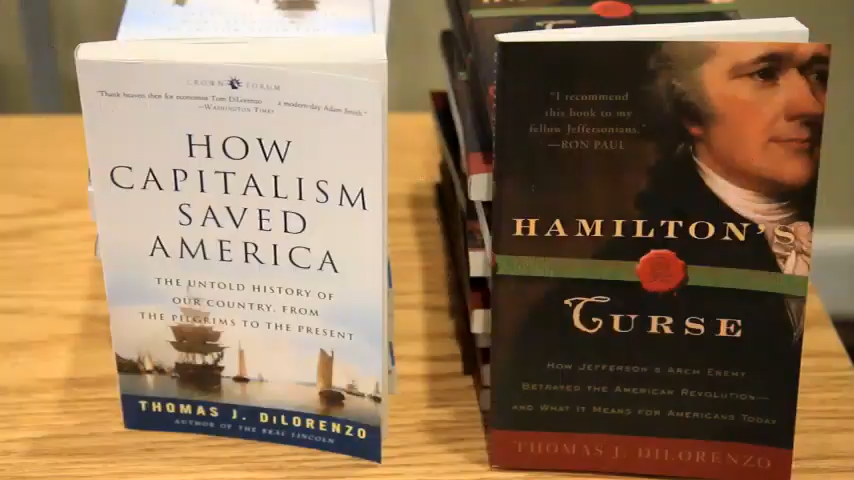 CROWN FORUM
"Thank heaven then for economist Tom DiLorenzo a modern-day Adam Smith."
—WASHINGTON TIMES
HOW
CAPITALISM
SAVED
AMERICA
THE UNTOLD HISTORY OF
OUR COUNTRY, FROM
THE PILGRIMS TO THE PRESENT
THOMAS J. DiLORENZO
AUTHOR OF THE REAL LINCOLN
"I recommend
this book to my
fellow Jeffersonians."
—RON PAUL
HAMILTON'S
CURSE
HOW JEFFERSON'S ARCH ENEMY
BETRAYED THE AMERICAN REVOLUTION—
AND WHAT IT MEANS FOR AMERICANS TODAY
THOMAS J. DILORENZO